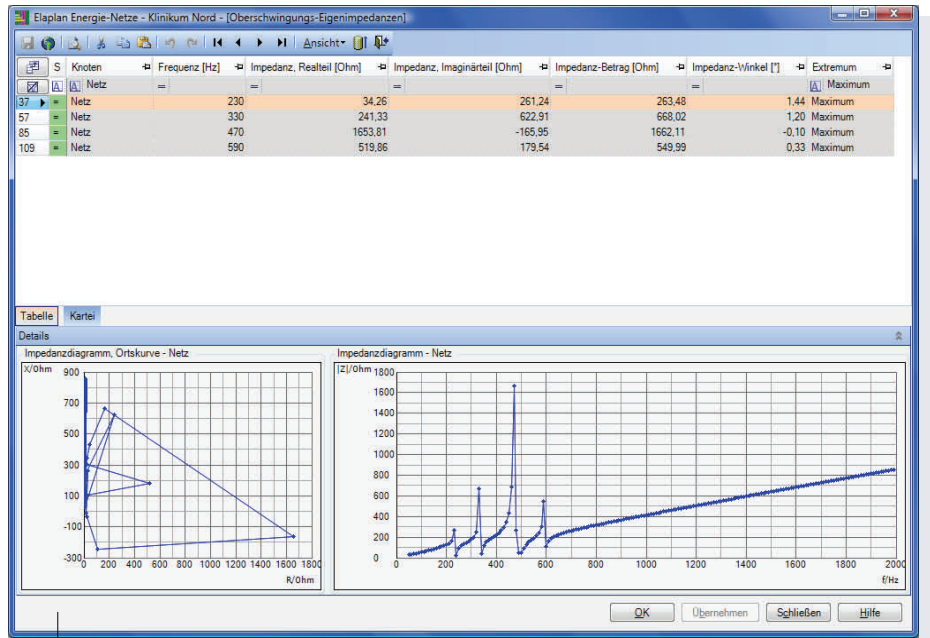 Elaplan Energie-Netze - Klinikum Nord - [Oberschwingungs-Eigenimpedanzen]
Ansicht
S Knoten Frequenz [Hz] Impedanz, Realteil [Ohm] Impedanz, Imaginärteil [Ohm] Impedanz-Betrag [Ohm] Impedanz-Winkel [°] Extremum
A A Netz = = = = = A Maximum
37 = Netz 230 34,26 261,24 263,48 1,44 Maximum
57 = Netz 330 241,33 622,91 668,02 1,20 Maximum
85 = Netz 470 1653,81 -165,95 1662,11 -0,10 Maximum
109 = Netz 590 519,86 179,54 549,99 0,33 Maximum
Tabelle Kartei
Details
Impedanzdiagramm, Ortskurve - Netz
X/Ohm
900
700
500
300
100
-100
-300
0 200 400 600 800 1000 1200 1400 1600 1800
R/Ohm
Impedanzdiagramm - Netz
|Z|/Ohm
1800
1600
1400
1200
1000
800
600
400
200
0
0 200 400 600 800 1000 1200 1400 1600 1800 2000
f/Hz
OK Übernehmen Schließen Hilfe